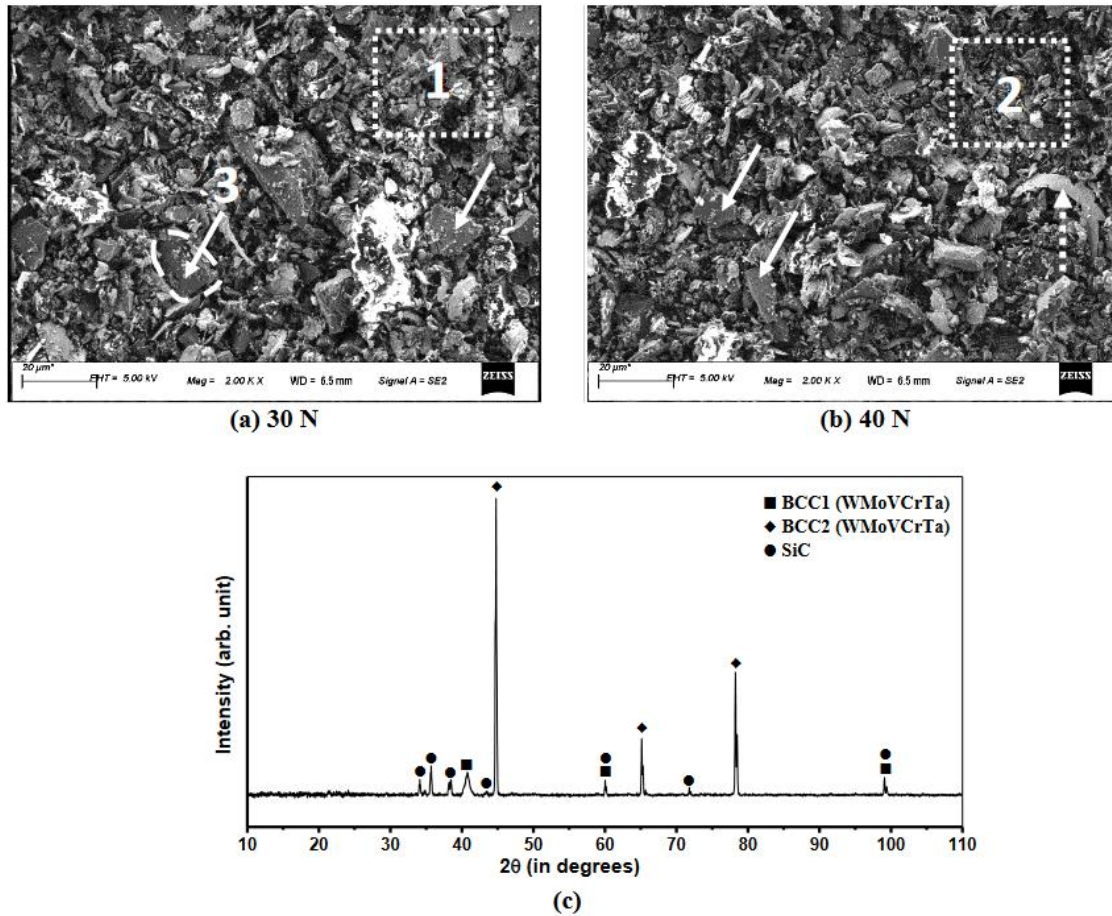 1
3
20 µm*
EHT = 5.00 kV
Mag = 2.00 K X
WD = 6.5 mm
Signal A = SE2
ZEISS
(a) 30 N
2
20 µm*
EHT = 5.00 kV
Mag = 2.00 K X
WD = 6.5 mm
Signal A = SE2
ZEISS
(b) 40 N
■ BCC1 (WMoVCrTa)
◆ BCC2 (WMoVCrTa)
● SiC
Intensity (arb. unit)
10 20 30 40 50 60 70 80 90 100 110
2θ (in degrees)
(c)